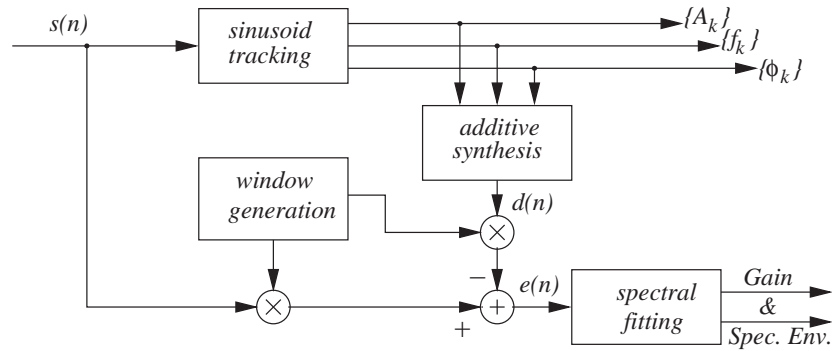 s(n)
sinusoid
tracking
{A_k}
{f_k}
{ϕ_k}
additive
synthesis
window
generation
d(n)
×
−
×
+
+
e(n)
spectral
fitting
Gain
&
Spec. Env.